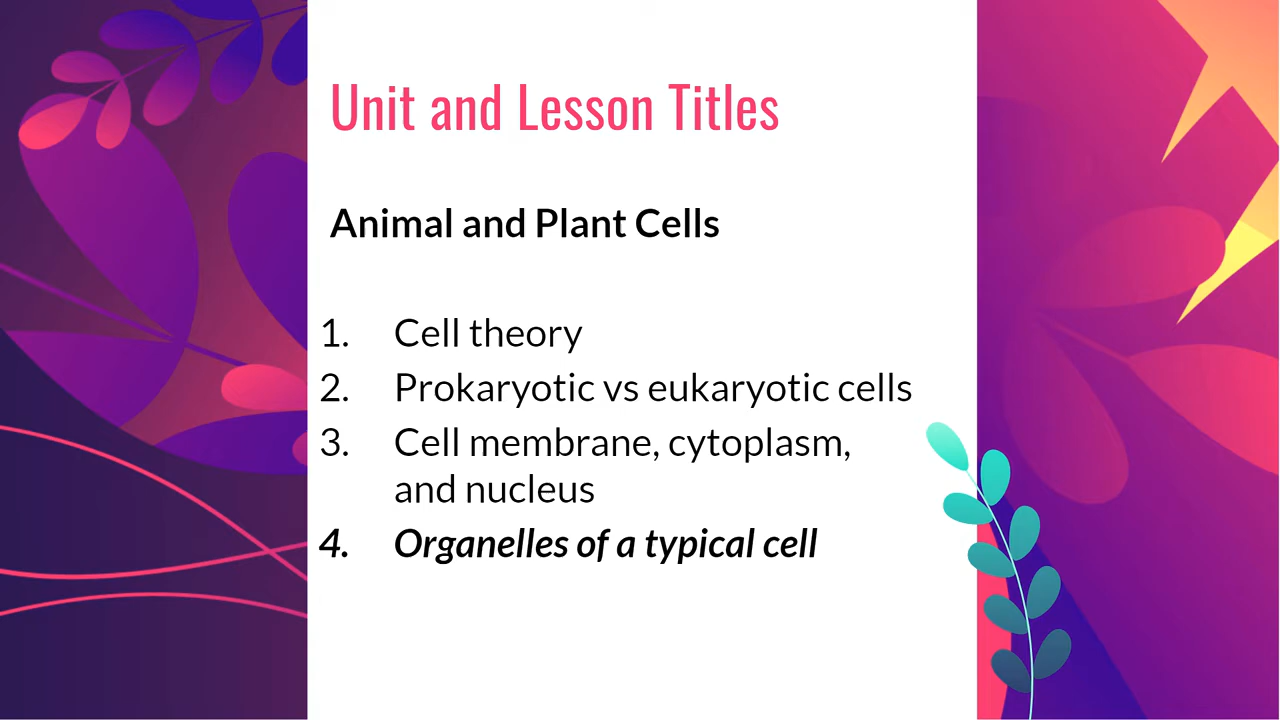 Unit and Lesson Titles
Animal and Plant Cells
1. Cell theory
2. Prokaryotic vs eukaryotic cells
3. Cell membrane, cytoplasm,
and nucleus
4. Organelles of a typical cell